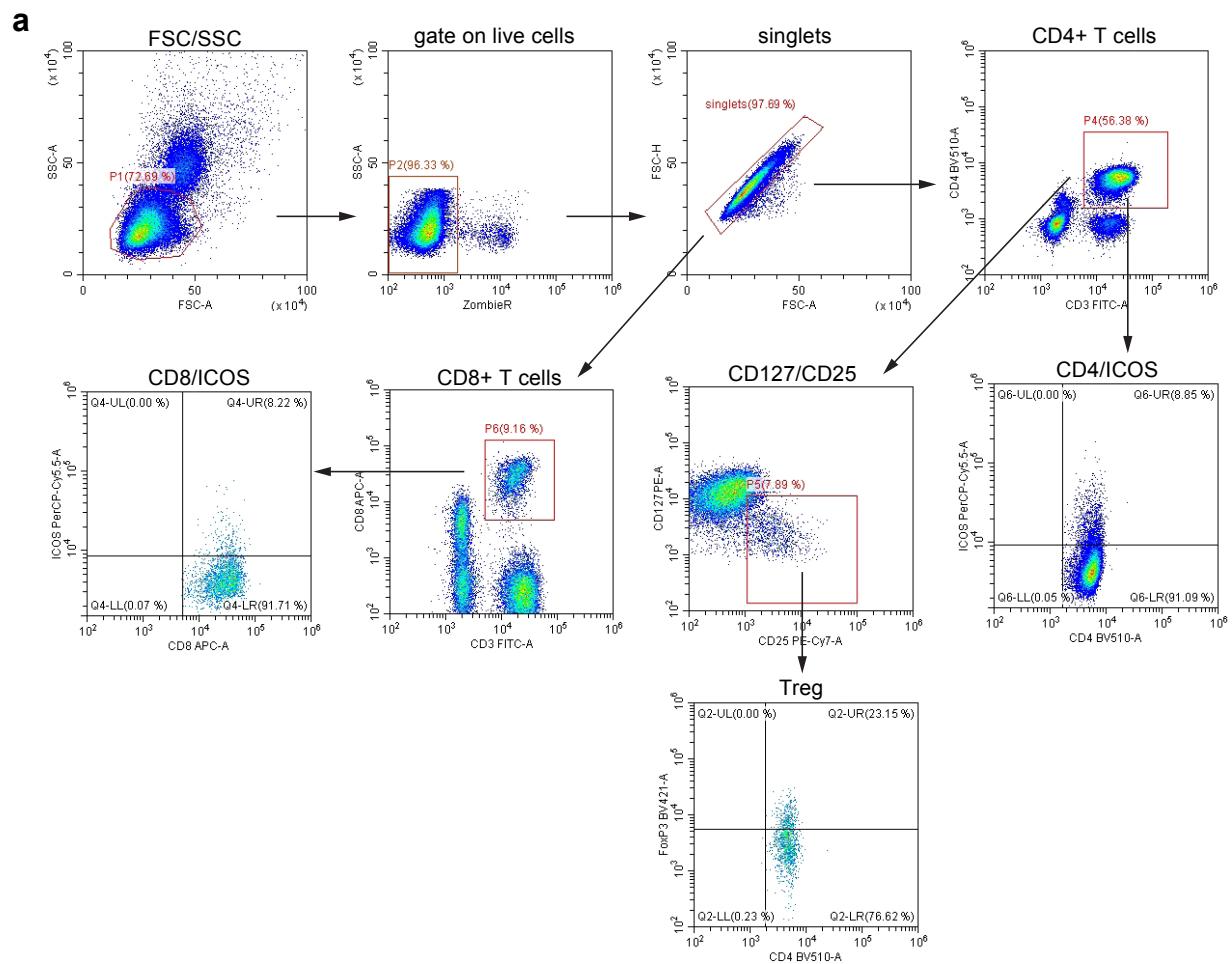 a
FSC/SSC
(x 10⁴)
100
50
0
SSC-A
P1(72.69 %)
0
50
100
FSC-A
(x 10⁴)
gate on live cells
(x 10⁴)
100
50
0
SSC-A
P2(96.33 %)
10² 10³ 10⁴ 10⁵ 10⁶
ZombieR
singlets
(x 10⁴)
100
50
0
FSC-H
singlets(97.69 %)
0
50
100
FSC-A
(x 10⁴)
CD4+ T cells
10⁶
10⁵
10⁴
10³
10²
CD4 BV510-A
P4(56.38 %)
10² 10³ 10⁴ 10⁵ 10⁶
CD3 FITC-A
CD8/ICOS
10⁶
10⁵
10⁴
10³
10²
ICOS PerCP-Cy5.5-A
Q4-UL(0.00 %)
Q4-UR(8.22 %)
Q4-LL(0.07 %)
Q4-LR(91.71 %)
10² 10³ 10⁴ 10⁵ 10⁶
CD8 APC-A
CD8+ T cells
10⁶
10⁵
10⁴
10³
10²
CD8 APC-A
P6(9.16 %)
10² 10³ 10⁴ 10⁵ 10⁶
CD3 FITC-A
CD127/CD25
10⁶
10⁵
10⁴
10³
10²
CD127 PE-A
P5(7.89 %)
10² 10³ 10⁴ 10⁵ 10⁶
CD25 PE-Cy7-A
CD4/ICOS
10⁶
10⁵
10⁴
10³
10²
ICOS PerCP-Cy5.5-A
Q6-UL(0.00 %)
Q6-UR(8.85 %)
Q6-LL(0.05 %)
Q6-LR(91.09 %)
10² 10³ 10⁴ 10⁵ 10⁶
CD4 BV510-A
Treg
10⁶
10⁵
10⁴
10³
10²
FoxP3 BV421-A
Q2-UL(0.00 %)
Q2-UR(23.15 %)
Q2-LL(0.23 %)
Q2-LR(76.62 %)
10² 10³ 10⁴ 10⁵ 10⁶
CD4 BV510-A